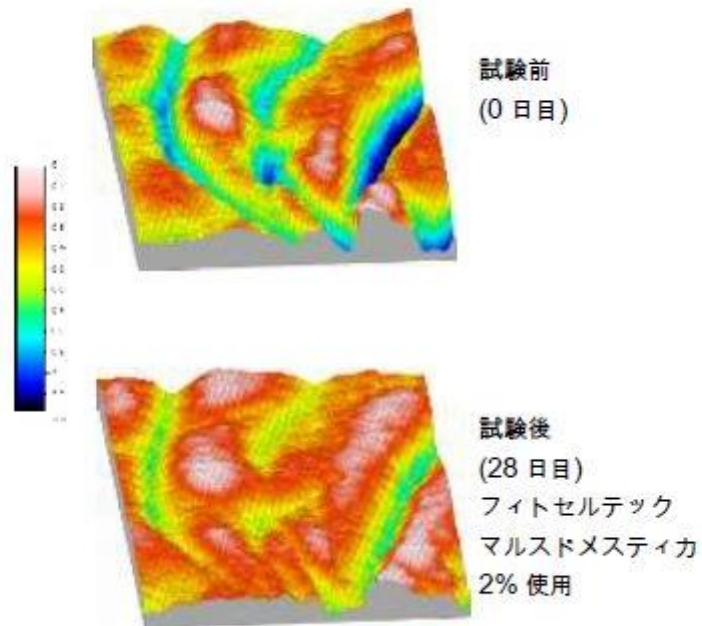 試験前
(0 日目)
試験後
(28 日目)
フィトセルテック
マルスドメスティカ
2% 使用